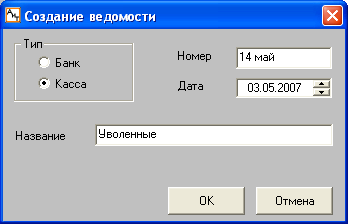 Создание ведомости
Тип
Банк
Касса
Номер
14 май
Дата
03.05.2007
Название
Уволенные
OK
Отмена